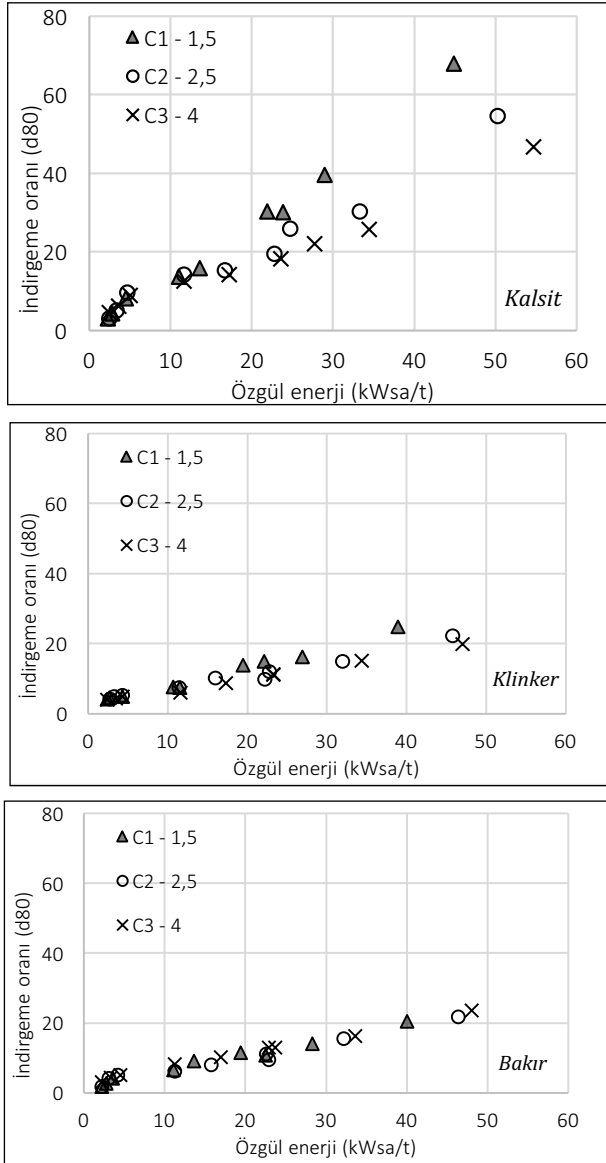 80
60
40
20
0
0 10 20 30 40 50 60
İndirgeme oranı (d80)
C1 - 1,5
C2 - 2,5
C3 - 4
Kalsit
Özgül enerji (kWsa/t)
80
60
40
20
0
0 10 20 30 40 50 60
İndirgeme oranı (d80)
C1 - 1,5
C2 - 2,5
C3 - 4
Klinker
Özgül enerji (kWsa/t)
80
60
40
20
0
0 10 20 30 40 50 60
İndirgeme oranı (d80)
C1 - 1,5
C2 - 2,5
C3 - 4
Bakır
Özgül enerji (kWsa/t)